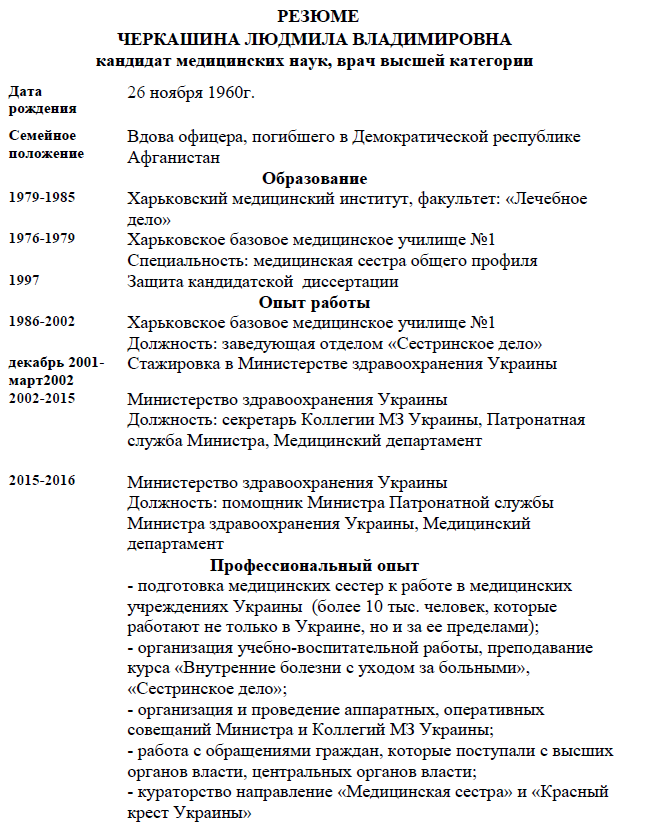 РЕЗЮМЕ
ЧЕРКАШИНА ЛЮДМИЛА ВЛАДИМИРОВНА
кандидат медицинских наук, врач высшей категории
Дата
рождения
26 ноября 1960г.
Семейное
положение
Вдова офицера, погибшего в Демократической республике
Афганистан
Образование
1979-1985
Харьковский медицинский институт, факультет: «Лечебное
дело»
1976-1979
Харьковское базовое медицинское училище №1
Специальность: медицинская сестра общего профиля
1997
Защита кандидатской диссертации
Опыт работы
1986-2002
Харьковское базовое медицинское училище №1
Должность: заведующая отделом «Сестринское дело»
декабрь 2001-
март2002
Стажировка в Министерстве здравоохранения Украины
2002-2015
Министерство здравоохранения Украины
Должность: секретарь Коллегии МЗ Украины, Патронатная
служба Министра, Медицинский департамент
2015-2016
Министерство здравоохранения Украины
Должность: помощник Министра Патронатной службы
Министра здравоохранения Украины, Медицинский
департамент
Профессиональный опыт
- подготовка медицинских сестер к работе в медицинских
учреждениях Украины (более 10 тыс. человек, которые
работают не только в Украине, но и за ее пределами);
- организация учебно-воспитательной работы, преподавание
курса «Внутренние болезни с уходом за больными»,
«Сестринское дело»;
- организация и проведение аппаратных, оперативных
совещаний Министра и Коллегий МЗ Украины;
- работа с обращениями граждан, которые поступали с высших
органов власти, центральных органов власти;
- кураторство направление «Медицинская сестра» и «Красный
крест Украины»